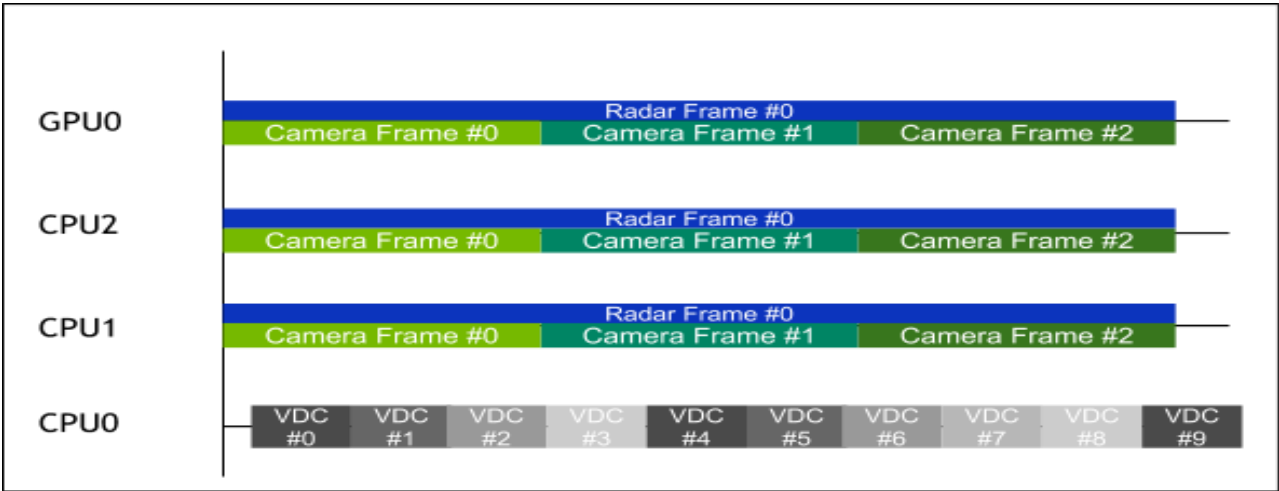 GPU0
Radar Frame #0
Camera Frame #0 Camera Frame #1 Camera Frame #2
CPU2
Radar Frame #0
Camera Frame #0 Camera Frame #1 Camera Frame #2
CPU1
Radar Frame #0
Camera Frame #0 Camera Frame #1 Camera Frame #2
CPU0
VDC VDC VDC VDC VDC VDC VDC VDC VDC VDC
#0 #1 #2 #3 #4 #5 #6 #7 #8 #9